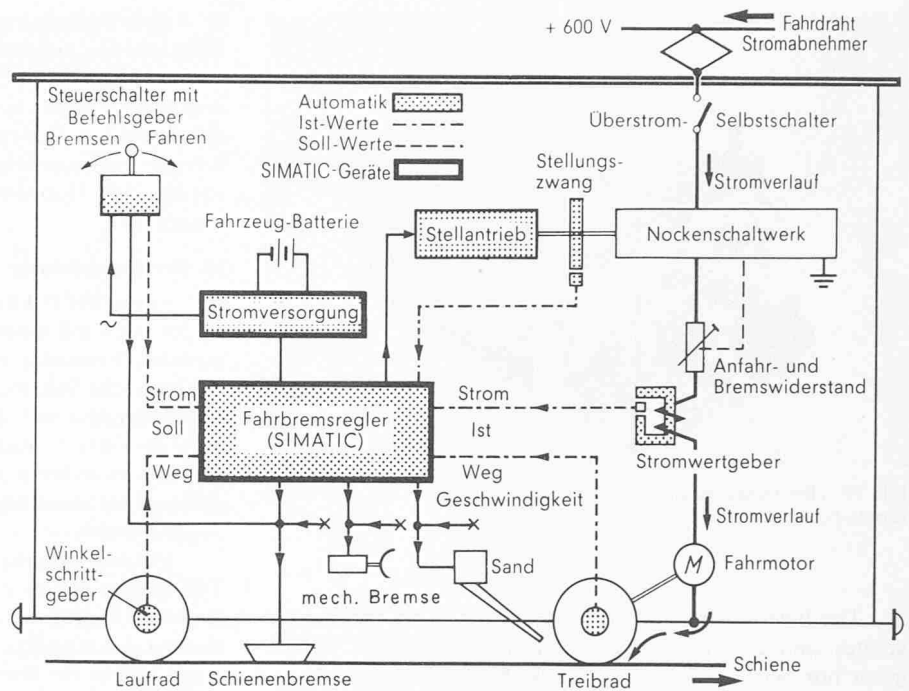 + 600 V
Fahrdraht
Stromabnehmer
Steuerschalter mit
Befehlsgeber
Bremsen
Fahren
Automatik
Ist-Werte
Soll-Werte
SIMATIC-Geräte
Überstrom-
Selbstschalter
Stellungs-
zwang
Stromverlauf
Fahrzeug-Batterie
Stellantrieb
Nockenschaltwerk
Stromversorgung
~
Anfahr- und
Bremswiderstand
Strom
Soll
Weg
Fahrbremsregler
(SIMATIC)
Strom
Ist
Weg
Geschwindigkeit
Stromwertgeber
Stromverlauf
Winkel-
schritt-
geber
mech. Bremse
Sand
M
Fahrmotor
Laufrad
Schienenbremse
Treibrad
Schiene